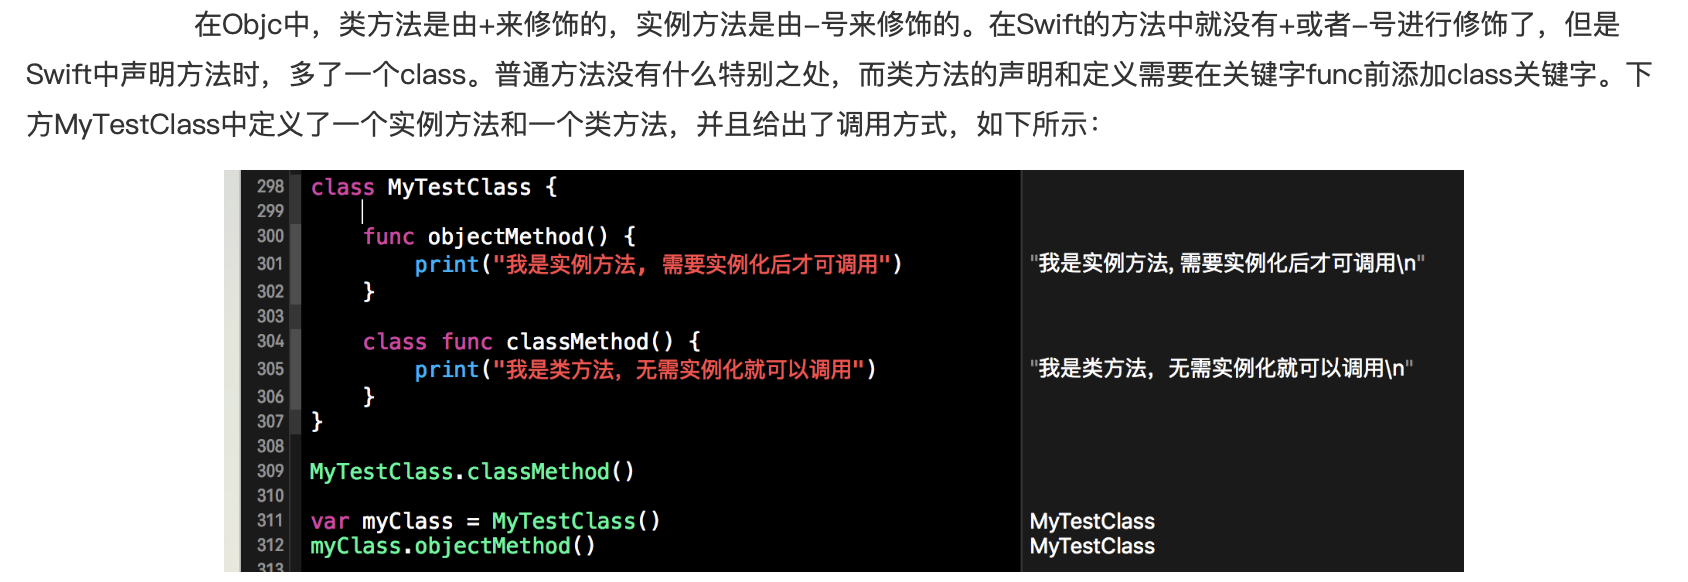 在Objc中，类方法是由+来修饰的，实例方法是由-号来修饰的。在Swift的方法中就没有+或者-号进行修饰了，但是
Swift中声明方法时，多了一个class。普通方法没有什么特别之处，而类方法的声明和定义需要在关键字func前添加class关键字。下
方MyTestClass中定义了一个实例方法和一个类方法，并且给出了调用方式，如下所示：
298 class MyTestClass {
299
300 func objectMethod() {
301 print("我是实例方法, 需要实例化后才可调用") "我是实例方法, 需要实例化后才可调用\n"
302 }
303
304 class func classMethod() {
305 print("我是类方法，无需实例化就可以调用") "我是类方法，无需实例化就可以调用\n"
306 }
307 }
308
309 MyTestClass.classMethod()
310
311 var myClass = MyTestClass() MyTestClass
312 myClass.objectMethod() MyTestClass
313